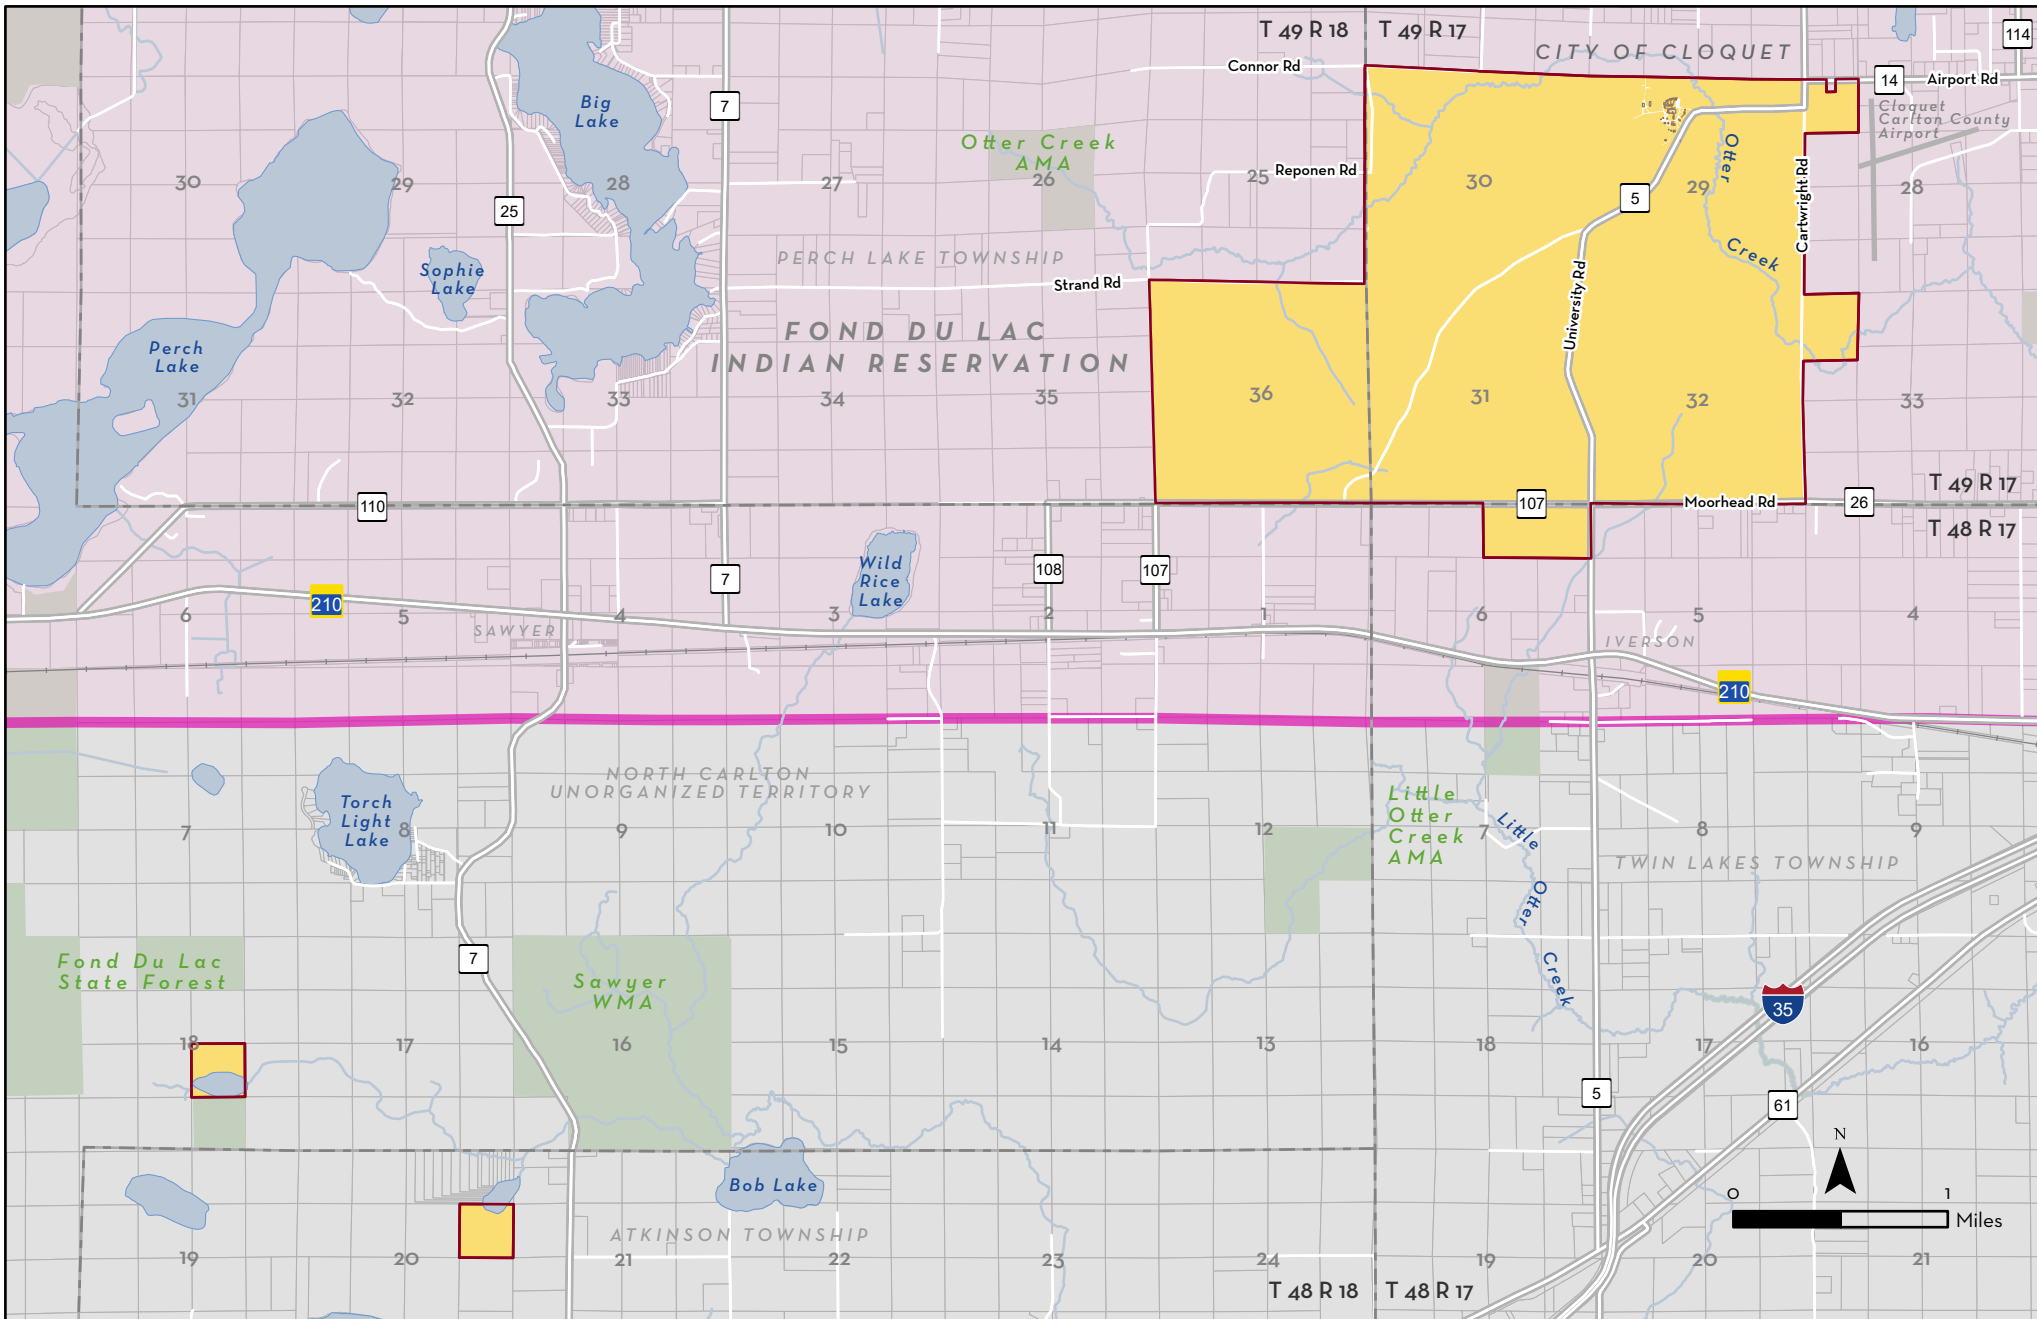 T 49 R 18
T 49 R 17
CITY OF CLOQUET
114
Connor Rd
14
Airport Rd
Big
Lake
7
Cloquet
Carlton County
Airport
Otter Creek
AMA
Otter
Creek
30
29
28
27
26
25
Reponen Rd
30
29
28
5
Cartwright Rd
25
PERCH LAKE TOWNSHIP
Sophie
Lake
Strand Rd
University Rd
FOND DU LAC
INDIAN RESERVATION
Perch
Lake
31
32
33
34
35
36
31
32
33
T 49 R 17
110
107
Moorhead Rd
26
T 48 R 17
Wild
Rice
Lake
7
108
107
210
6
5
4
3
2
1
6
5
4
SAWYER
IVERSON
210
NORTH CARLTON
UNORGANIZED TERRITORY
Torch
Light
Lake
Little
Otter
Creek
AMA
Little
Otter
Creek
7
8
9
10
11
12
7
8
9
TWIN LAKES TOWNSHIP
7
Fond Du Lac
State Forest
Sawyer
WMA
35
18
17
16
15
14
13
18
17
16
5
61
N
Bob Lake
0
1
Miles
ATKINSON TOWNSHIP
19
20
21
22
23
24
19
20
21
T 48 R 18
T 48 R 17